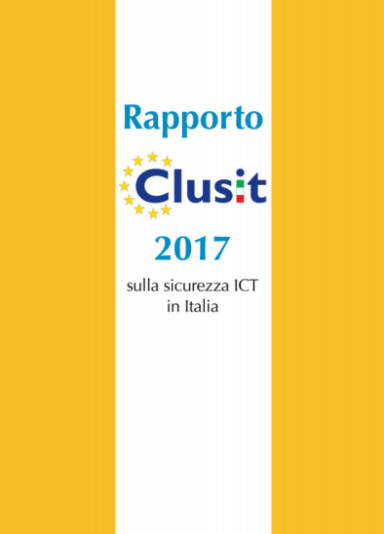 Rapporto
Clusit
2017
sulla sicurezza ICT
in Italia